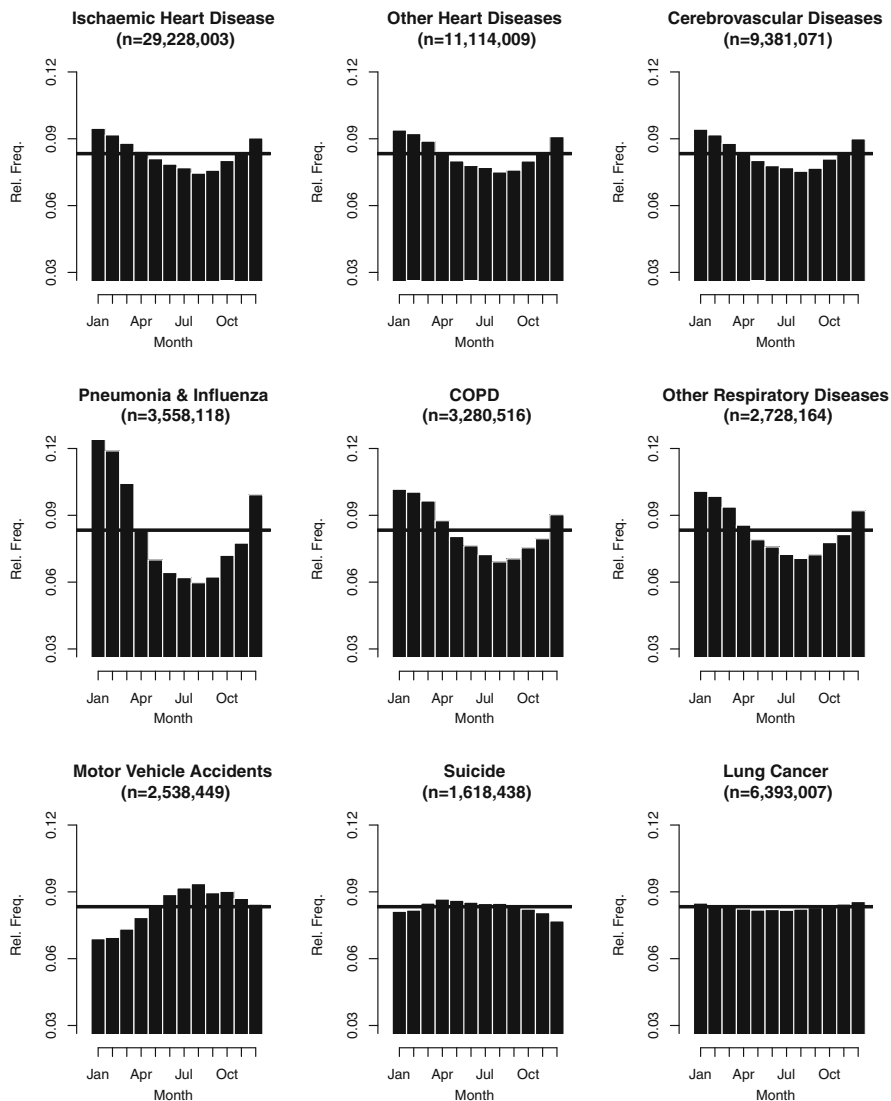 Ischaemic Heart Disease
(n=29,228,003)
Rel. Freq.
0.12
0.09
0.06
0.03
Jan Apr Jul Oct
Month
Other Heart Diseases
(n=11,114,009)
Rel. Freq.
0.12
0.09
0.06
0.03
Jan Apr Jul Oct
Month
Cerebrovascular Diseases
(n=9,381,071)
Rel. Freq.
0.12
0.09
0.06
0.03
Jan Apr Jul Oct
Month
Pneumonia & Influenza
(n=3,558,118)
Rel. Freq.
0.12
0.09
0.06
0.03
Jan Apr Jul Oct
Month
COPD
(n=3,280,516)
Rel. Freq.
0.12
0.09
0.06
0.03
Jan Apr Jul Oct
Month
Other Respiratory Diseases
(n=2,728,164)
Rel. Freq.
0.12
0.09
0.06
0.03
Jan Apr Jul Oct
Month
Motor Vehicle Accidents
(n=2,538,449)
Rel. Freq.
0.12
0.09
0.06
0.03
Jan Apr Jul Oct
Month
Suicide
(n=1,618,438)
Rel. Freq.
0.12
0.09
0.06
0.03
Jan Apr Jul Oct
Month
Lung Cancer
(n=6,393,007)
Rel. Freq.
0.12
0.09
0.06
0.03
Jan Apr Jul Oct
Month